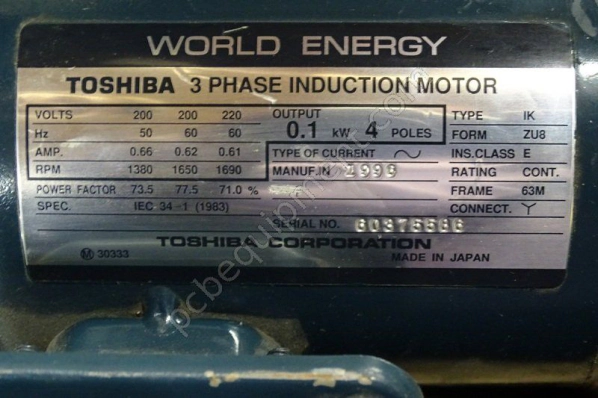 WORLD ENERGY
TOSHIBA 3 PHASE INDUCTION MOTOR
VOLTS 200 200 220
Hz 50 60 60
AMP. 0.66 0.62 0.61
RPM 1380 1650 1690
POWER FACTOR 73.5 77.5 71.0 %
SPEC. IEC 34-1 (1983)
OUTPUT
0.1 kW 4 POLES
TYPE OF CURRENT ~
MANUF.IN 1999
SERIAL NO. 60375586
TYPE IK
FORM ZU8
INS.CLASS E
RATING CONT.
FRAME 63M
CONNECT. Y
TOSHIBA CORPORATION
M 30333
MADE IN JAPAN
pcbequipment.com